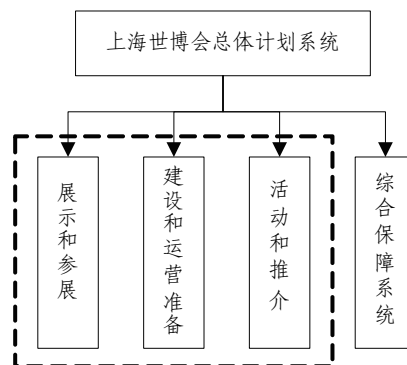 上海世博会总体计划系统
展示和参展
建设和运营准备
活动和推介
综合保障系统